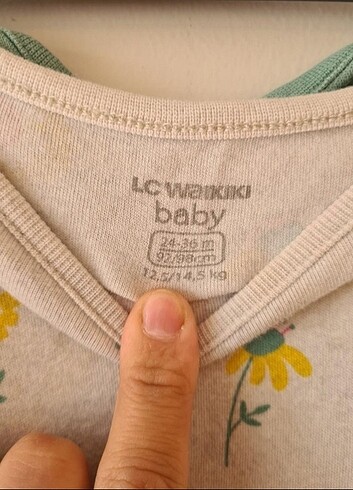 LC WAIKIKI
baby
24-36 m
92/98cm
12,5/14,5 kg